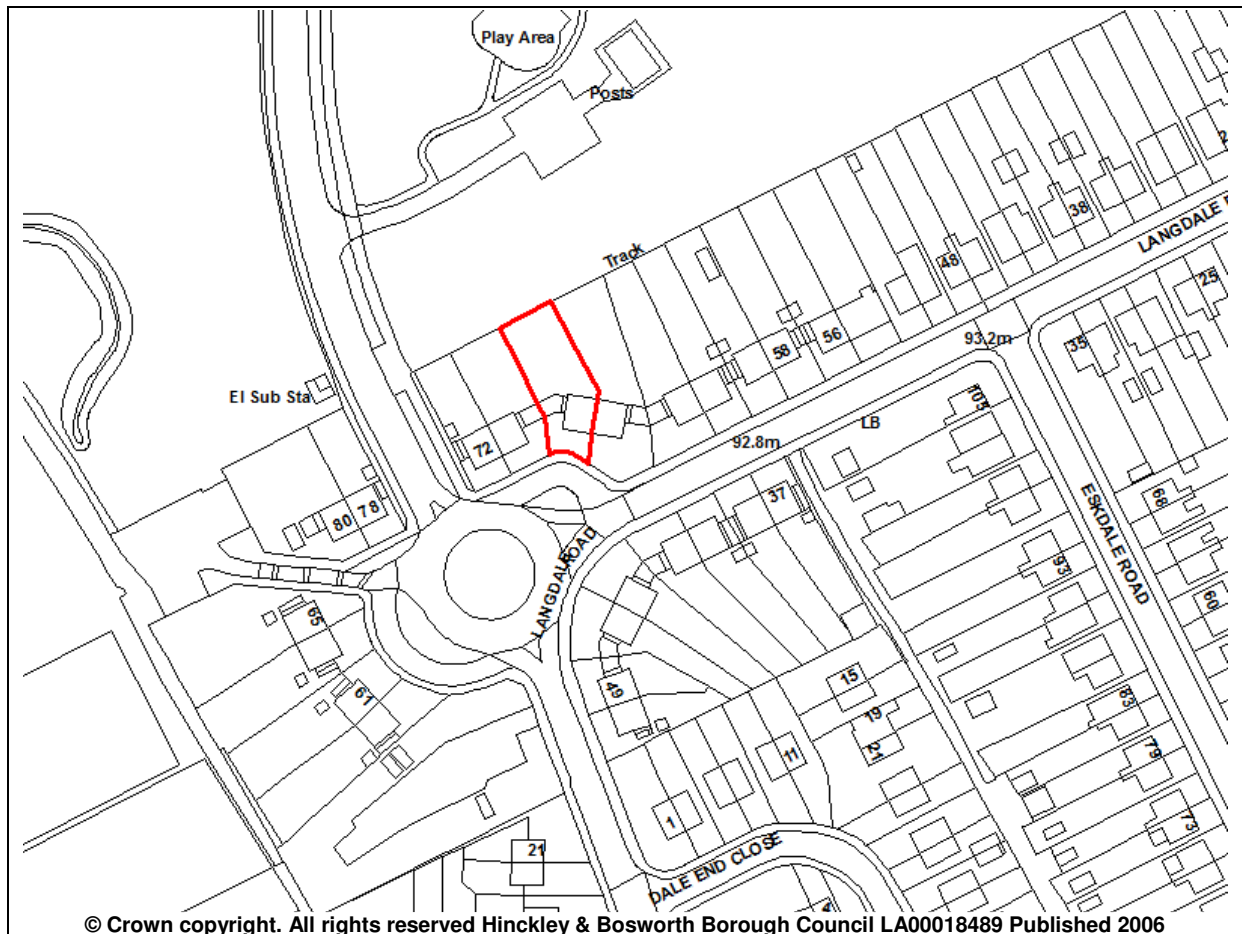 Play Area
Posts
Track
El Sub Sta
38
48
LANGDALE
25
35
56
58
93.2m
72
92.8m
LB
105
37
80
78
68
ESKDALE ROAD
93
60
LANGDALE ROAD
65
61
49
15
19
21
11
83
79
73
1
21
DALE END CLOSE
© Crown copyright. All rights reserved Hinckley & Bosworth Borough Council LA00018489 Published 2006